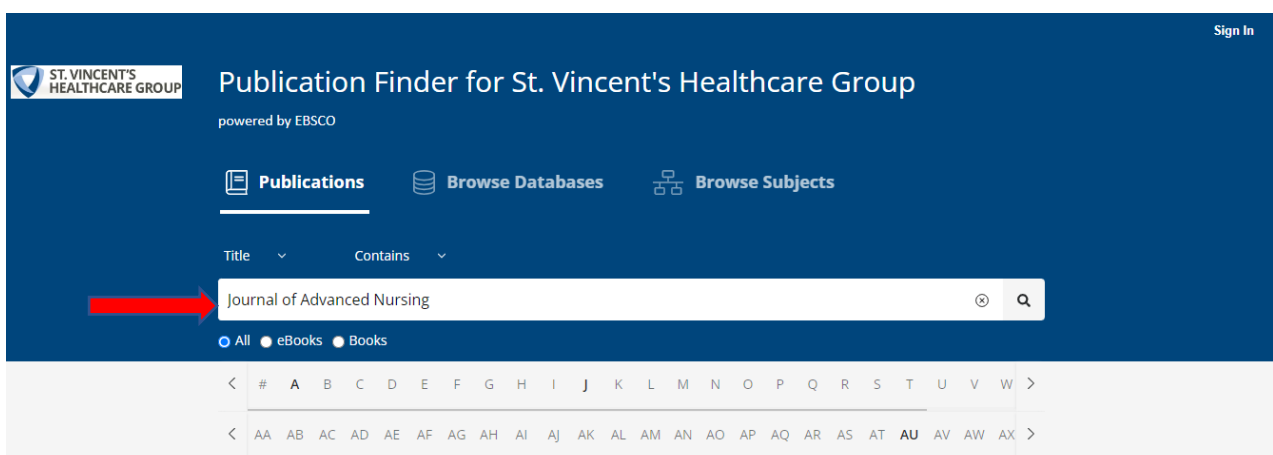 Sign In
ST. VINCENT'S
HEALTHCARE GROUP
Publication Finder for St. Vincent's Healthcare Group
powered by EBSCO
Publications Browse Databases Browse Subjects
Title Contains
Journal of Advanced Nursing
All eBooks Books
# A B C D E F G H I J K L M N O P Q R S T U V W
AA AB AC AD AE AF AG AH AI AJ AK AL AM AN AO AP AQ AR AS AT AU AV AW AX